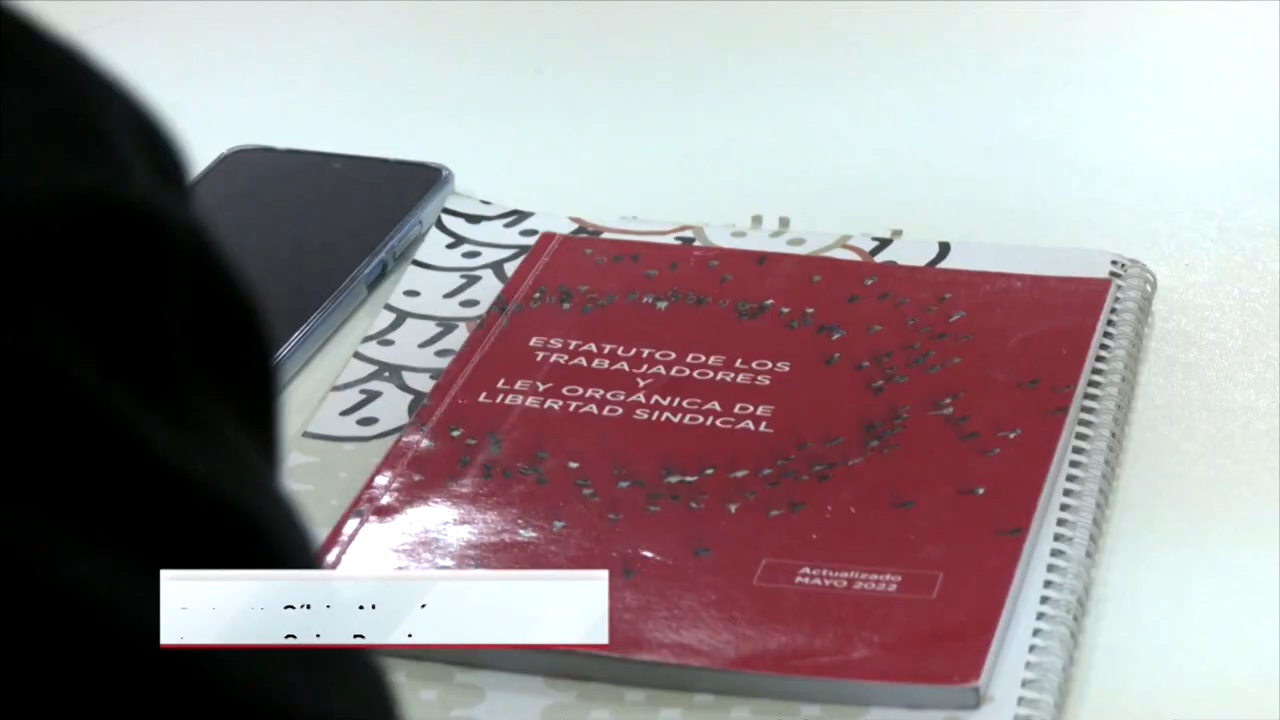 ESTATUTO DE LOS
TRABAJADORES
Y
LEY ORGÁNICA DE
LIBERTAD SINDICAL
Actualizado
MAYO 2022